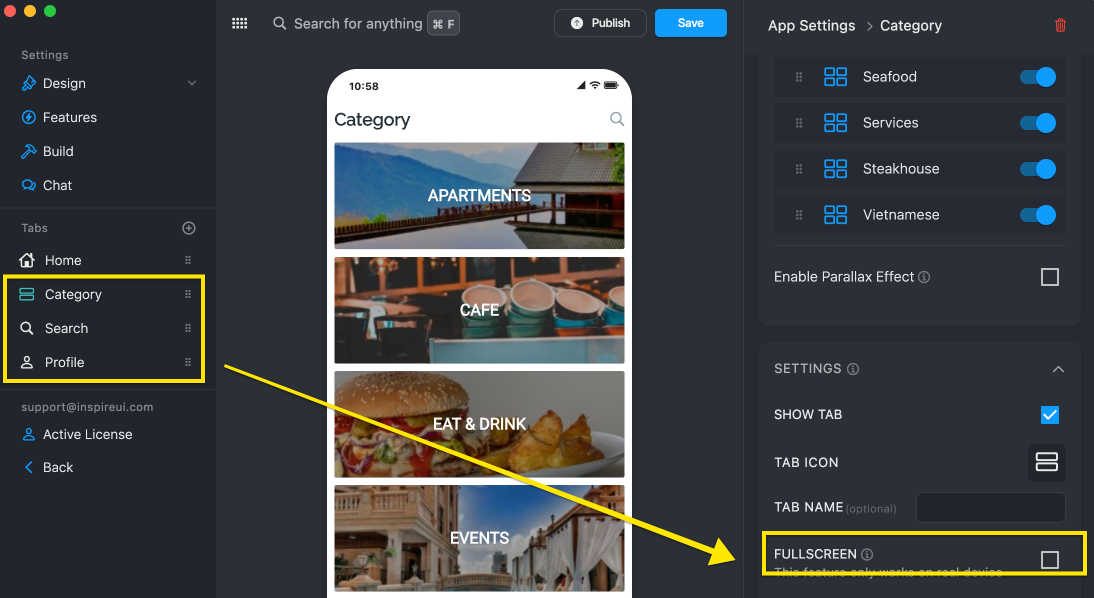 Settings
Design
Features
Build
Chat
Tabs
Home
Category
Search
Profile
support@inspireui.com
Active License
Back
Search for anything ⌘ F
Publish
Save
10:58
Category
APARTMENTS
CAFE
EAT & DRINK
EVENTS
App Settings > Category
Seafood
Services
Steakhouse
Vietnamese
Enable Parallax Effect
SETTINGS
SHOW TAB
TAB ICON
TAB NAME (optional)
FULLSCREEN
This feature only works on real device